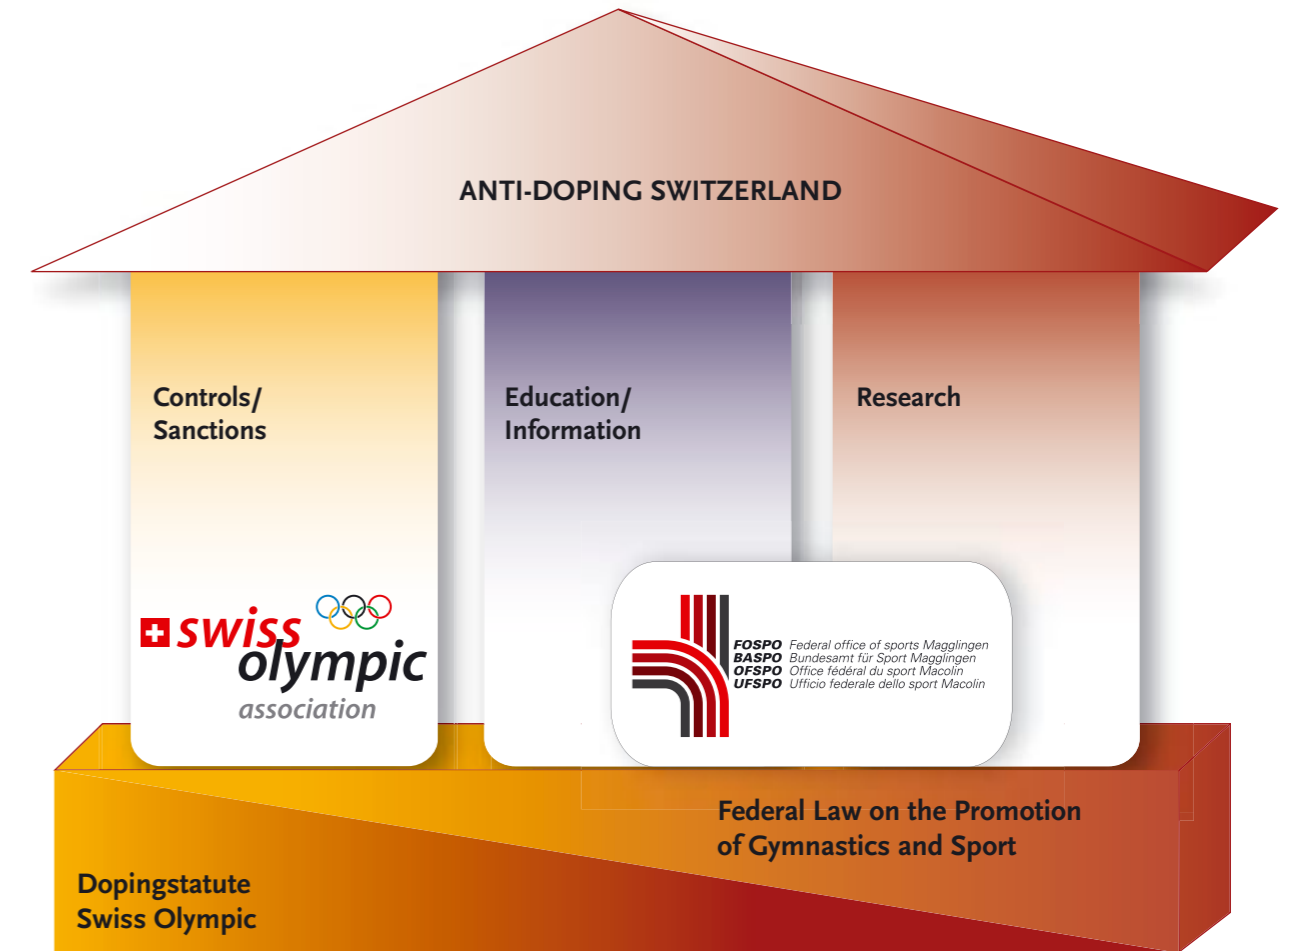 ANTI-DOPING SWITZERLAND
Controls/
Sanctions
Education/
Information
Research
swiss
olympic
association
FOSPO Federal office of sports Magglingen
BASPO Bundesamt für Sport Magglingen
OFSPO Office fédéral du sport Macolin
UFSPO Ufficio federale dello sport Macolin
Federal Law on the Promotion
of Gymnastics and Sport
Dopingstatute
Swiss Olympic